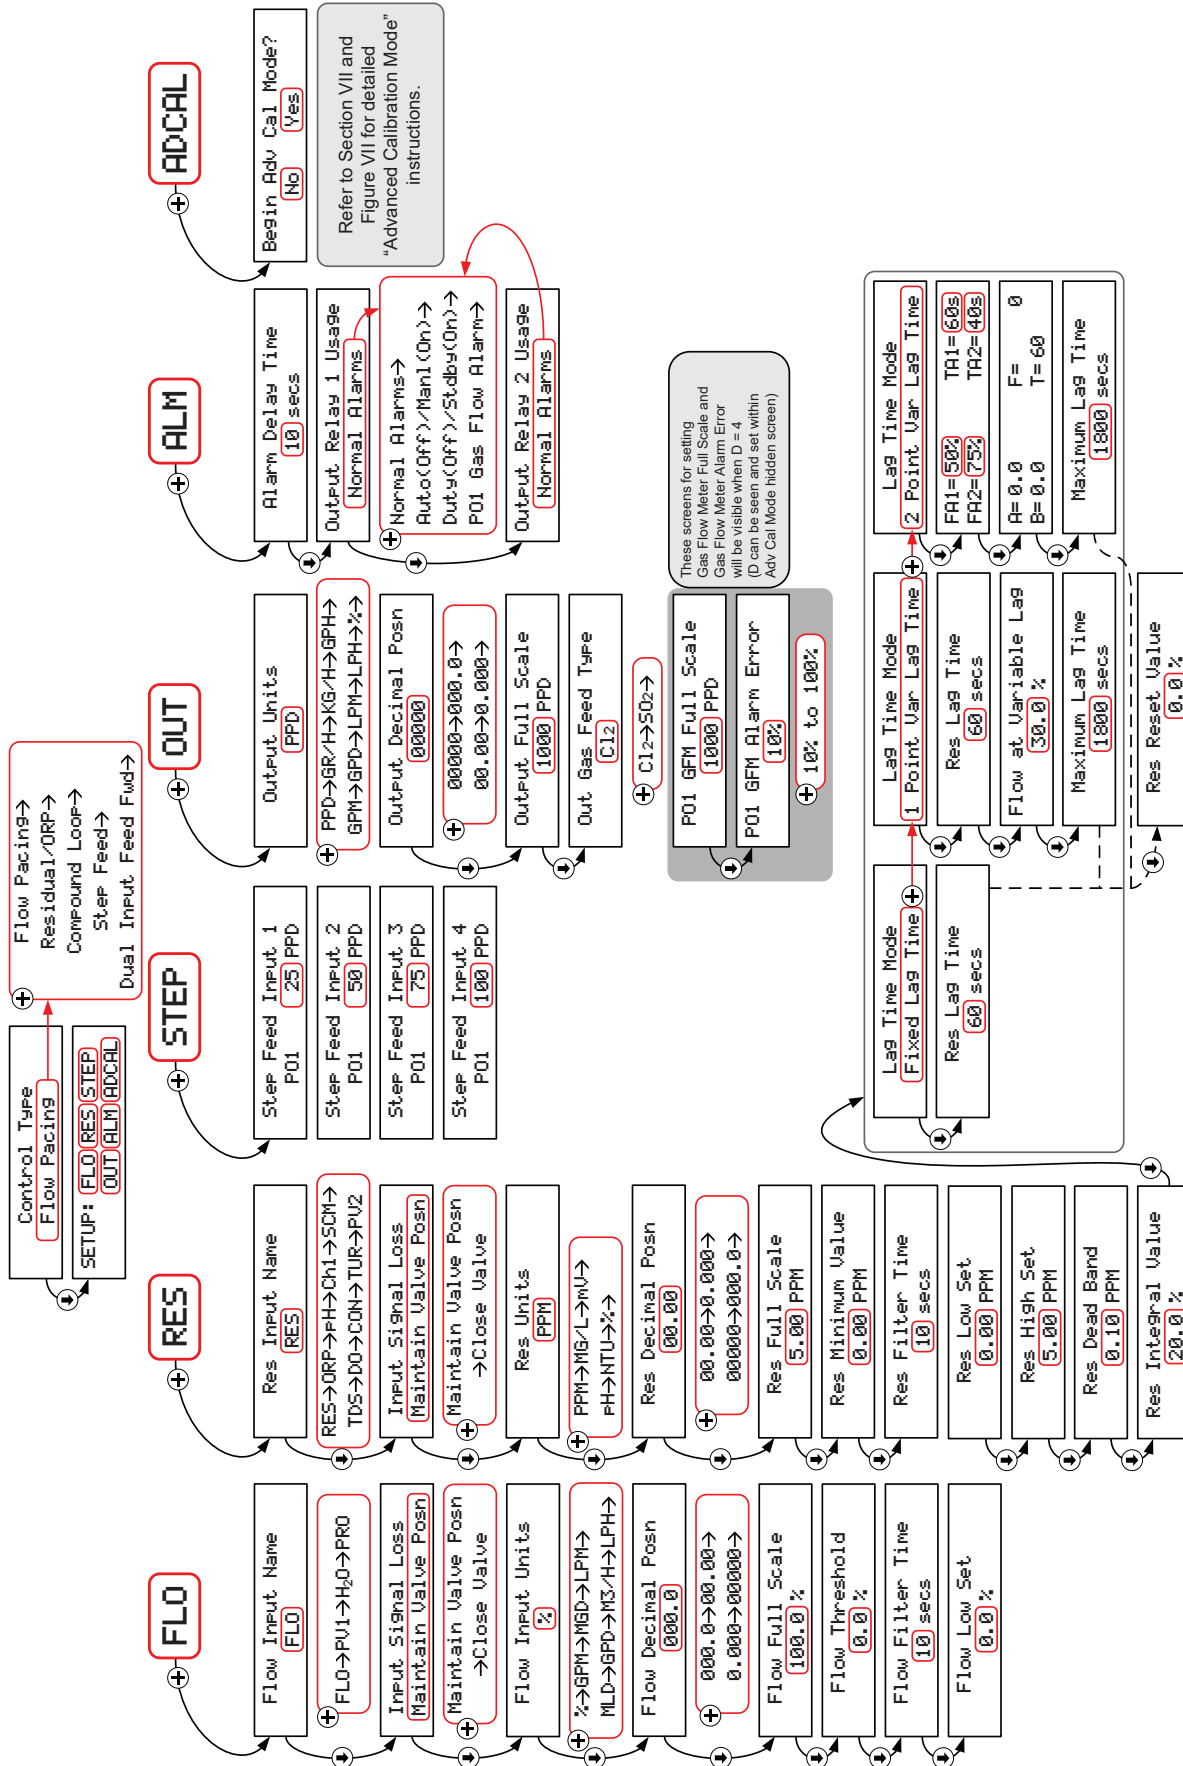 Control Type
Flow Pacing
SETUP: FLO RES STEP
OUT ALM ADCAL
Flow Pacing→
Residual/ORP→
Compound Loop→
Step Feed→
Dual Input Feed Fwd→
FLO
Flow Input Name
FLO
FLO→PV1→H₂O→PRO
Input Signal Loss
Maintain Valve Posn
Maintain Valve Posn
→Close Valve
Flow Input Units
%
%→GPM→MGD→LPM→
MLD→GPD→M3/H→LPH→
Flow Decimal Posn
000.0
000.0→00.00→
0.000→00000→
Flow Full Scale
100.0 %
Flow Threshold
0.0 %
Flow Filter Time
10 secs
Flow Low Set
0.0 %
RES
Res Input Name
RES
RES→ORP→pH→Ch1→SCM→
TDS→DO→CON→TUR→PV2
Input Signal Loss
Maintain Valve Posn
Maintain Valve Posn
→Close Valve
Res Units
PPM
PPM→MG/L→mV→
pH→NTU→%→
Res Decimal Posn
00.00
00.00→0.000→
00000→000.0→
Res Full Scale
5.00 PPM
Res Minimum Value
0.00 PPM
Res Filter Time
10 secs
Res Low Set
0.00 PPM
Res High Set
5.00 PPM
Res Dead Band
0.10 PPM
Res Integral Value
20.0 %
STEP
Step Feed Input 1
PO1 25 PPD
Step Feed Input 2
PO1 50 PPD
Step Feed Input 3
PO1 75 PPD
Step Feed Input 4
PO1 100 PPD
OUT
Output Units
PPD
PPD→GR/H→KG/H→GPH→
GPM→GPD→LPM→LPH→%→
Output Decimal Posn
00000
00000→000.0→
00.00→0.000→
Output Full Scale
1000 PPD
Out Gas Feed Type
Cl₂
Cl₂→SO₂→
PO1 GFM Full Scale
1000 PPD
PO1 GFM Alarm Error
10%
10% to 100%
These screens for setting
Gas Flow Meter Full Scale and
Gas Flow Meter Alarm Error
will be visible when D = 4
(D can be seen and set within
Adv Cal Mode hidden screen)
ALM
Alarm Delay Time
10 secs
Output Relay 1 Usage
Normal Alarms
Normal Alarms→
Auto(Off)/Manl(On)→
Duty(Off)/Stdby(On)→
PO1 Gas Flow Alarm→
Output Relay 2 Usage
Normal Alarms
ADCAL
Begin Adv Cal Mode?
No Yes
Refer to Section VII and
Figure VII for detailed
“Advanced Calibration Mode”
instructions.
Lag Time Mode
Fixed Lag Time
Res Lag Time
60 secs
Lag Time Mode
1 Point Var Lag Time
Res Lag Time
60 secs
Flow at Variable Lag
30.0 %
Maximum Lag Time
1800 secs
Lag Time Mode
2 Point Var Lag Time
FA1=50% TA1=60s
FA2=75% TA2=40s
A= 0.0 F= 0
B= 0.0 T= 60
Maximum Lag Time
1800 secs
Res Reset Value
0.0 %